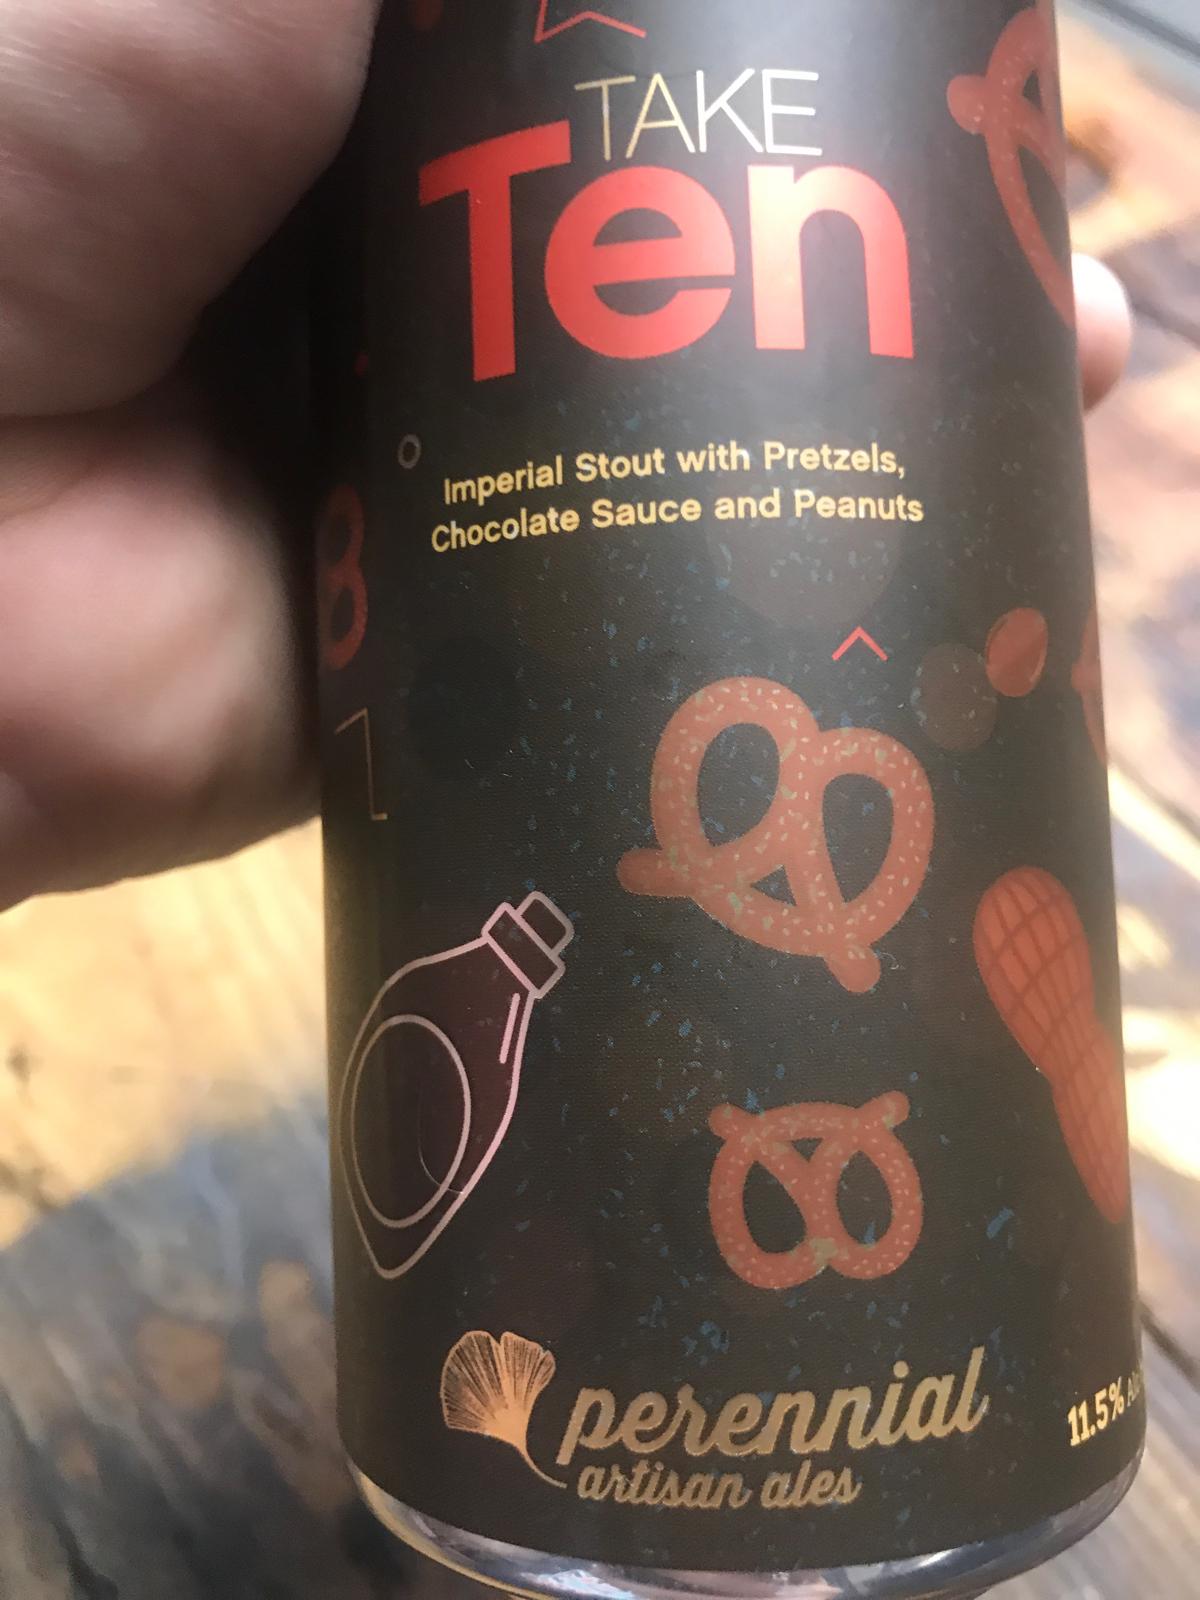 TAKE
Ten
Imperial Stout with Pretzels,
Chocolate Sauce and Peanuts
perennial
artisan ales
11.5%